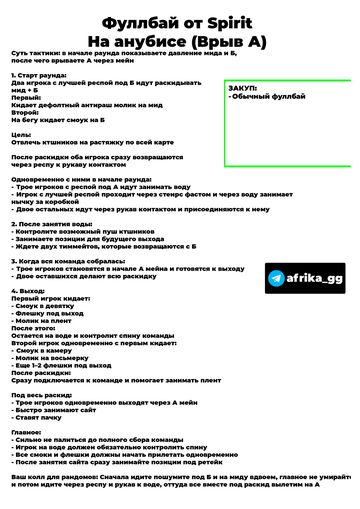 Фуллбай от Spirit
На анубисе (Врыв А)
Суть тактики: в начале раунда показываете давление мида и Б,
после чего врываете А через мейн
1. Старт раунда:
Два игрока с лучшей респой под Б идут раскидывать
мид + Б
Первый:
Кидает дефолтный антираш молик на мид
Второй:
На бегу кидает смоук на Б
Цель:
Отвлечь ктшников на растяжку по всей карте
После раскидки оба игрока сразу возвращаются
через респу к рукаву контактом
ЗАКУП:
- Обычный фуллбай
Одновременно с ними в начале раунда:
- Трое игроков с респой под А идут занимать воду
- Игрок с лучшей респой проходит через стенрс фастом и через воду занимает
нычку за коробкой
- Двое остальных идут через рукав контактом и присоединяются к нему
2. После занятия воды:
- Контролите возможный пуш ктшников
- Занимаете позиции для будущего выхода
- Ждете двух тиммейтов, которые возвращаются с Б
3. Когда вся команда собралась:
- Трое игроков становятся в начале А мейна и готовятся к выходу
- Двое оставшихся делают всю раскидку
afrika_gg
4. Выход:
Первый игрок кидает:
- Смоук в девятку
- Флешку под выход
- Молик на плент
После этого:
Остается на воде и контролит спину команды
Второй игрок одновременно с первым кидает:
- Смоук в камеру
- Молик на восьмерку
- Еще 1-2 флешки под выход
После раскидки:
Сразу подключается к команде и помогает занимать плент
Под весь раскид:
- Трое игроков одновременно выходят через А мейн
- Быстро занимают сайт
- Ставят пачку
Главное:
- Сильно не палиться до полного сбора команды
- Игрок на воде должен обязательно контролить спину
- Все смоки и флешки должны начать прилетать одновременно
- После занятия сайта сразу занимайте позиции под ретейк
Ваш колл для рандомов: Сначала идите пошумите под Б и на миду вдвоем, главное не умирайте
и потом идите через респу и рукав к воде, оттуда все вместе под раскид вылетим на А